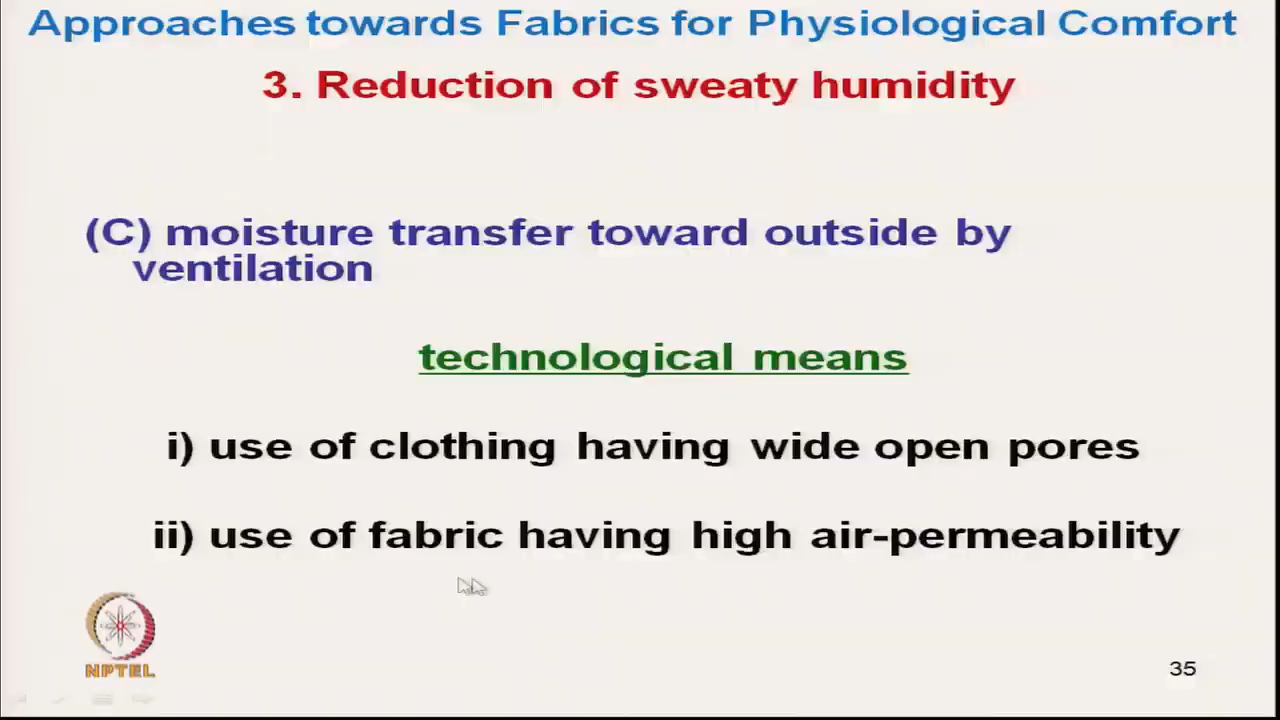 Approaches towards Fabrics for Physiological Comfort
3. Reduction of sweaty humidity
(C) moisture transfer toward outside by
ventilation
technological means
i) use of clothing having wide open pores
ii) use of fabric having high air-permeability
NPTEL
35